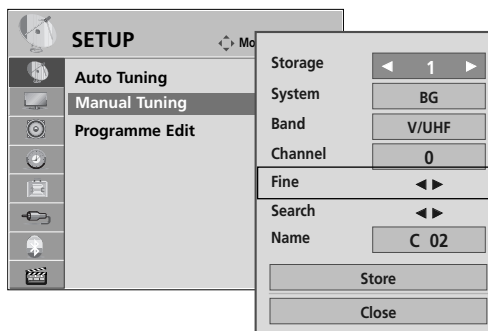 SETUP
Mo
Auto Tuning
Manual Tuning
Programme Edit
Storage ◀ 1 ▶
System BG
Band V/UHF
Channel 0
Fine ◀ ▶
Search ◀ ▶
Name C 02
Store
Close